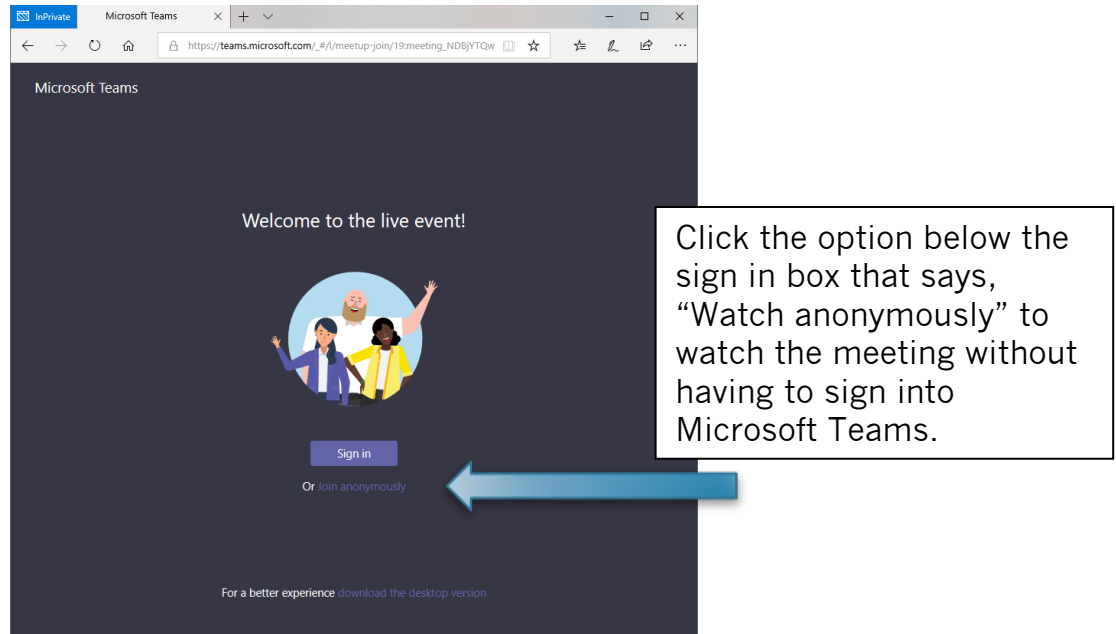 InPrivate
Microsoft Teams
https://teams.microsoft.com/_#/l/meetup-join/19:meeting_NDBjYTQw
Microsoft Teams
Welcome to the live event!
Click the option below the
sign in box that says,
“Watch anonymously” to
watch the meeting without
having to sign into
Microsoft Teams.
Sign in
Or Join anonymously
For a better experience download the desktop version